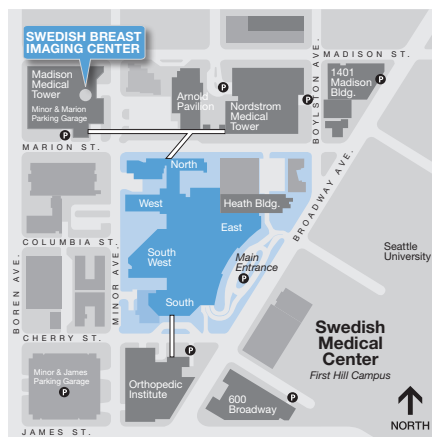 SWEDISH BREAST
IMAGING CENTER
MADISON ST.
Madison
Medical
Tower
Minor & Marion
Parking Garage
P
Arnold
Pavilion
P
Nordstrom
Medical
Tower
P
BOYLSTON AVE.
1401
Madison
Bldg.
P
MARION ST.
North
West
Heath Bldg.
East
BROADWAY AVE.
COLUMBIA ST.
South
West
Main
Entrance
P
Seattle
University
BOREN AVE.
MINOR AVE.
South
CHERRY ST.
P
Swedish
Medical
Center
First Hill Campus
Minor & James
Parking Garage
P
Orthopedic
Institute
600
Broadway
P
NORTH
JAMES ST.